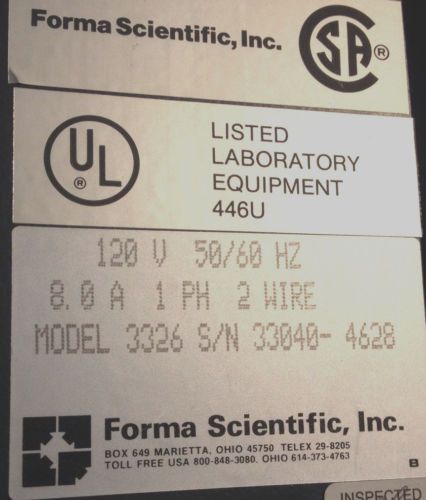 Forma Scientific, Inc.
SA ®
UL ®
LISTED
LABORATORY
EQUIPMENT
446U
120 V 50/60 HZ
8.0 A 1 PH 2 WIRE
MODEL 3326 S/N 33040- 4628
Forma Scientific, Inc.
BOX 649 MARIETTA, OHIO 45750 TELEX 29-8205
TOLL FREE USA 800-848-3080. OHIO 614-373-4763
B
INSPECTED